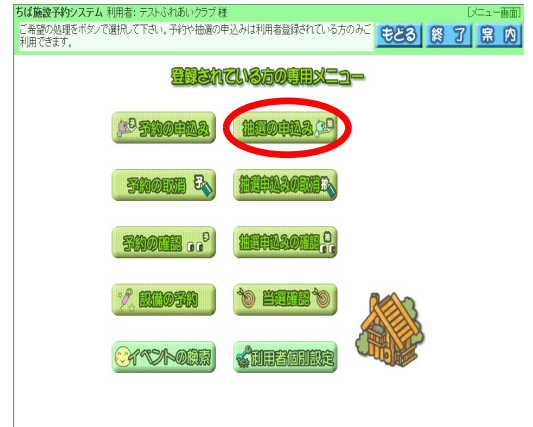 ちば施設予約システム 利用者: テストふれあいクラブ 様 [メニュー画面]
ご希望の処理をボタンで選択して下さい。予約や抽選の申込みは利用者登録されている方のみご
利用できます。
もどる 終 了 案 内
登録されている方の専用メニュー
予約の申込み 抽選の申込み
予約の取消 抽選申込みの取消
予約の確認 抽選申込みの確認
設備の予約 当選確認
イベントの検索 利用者個別設定